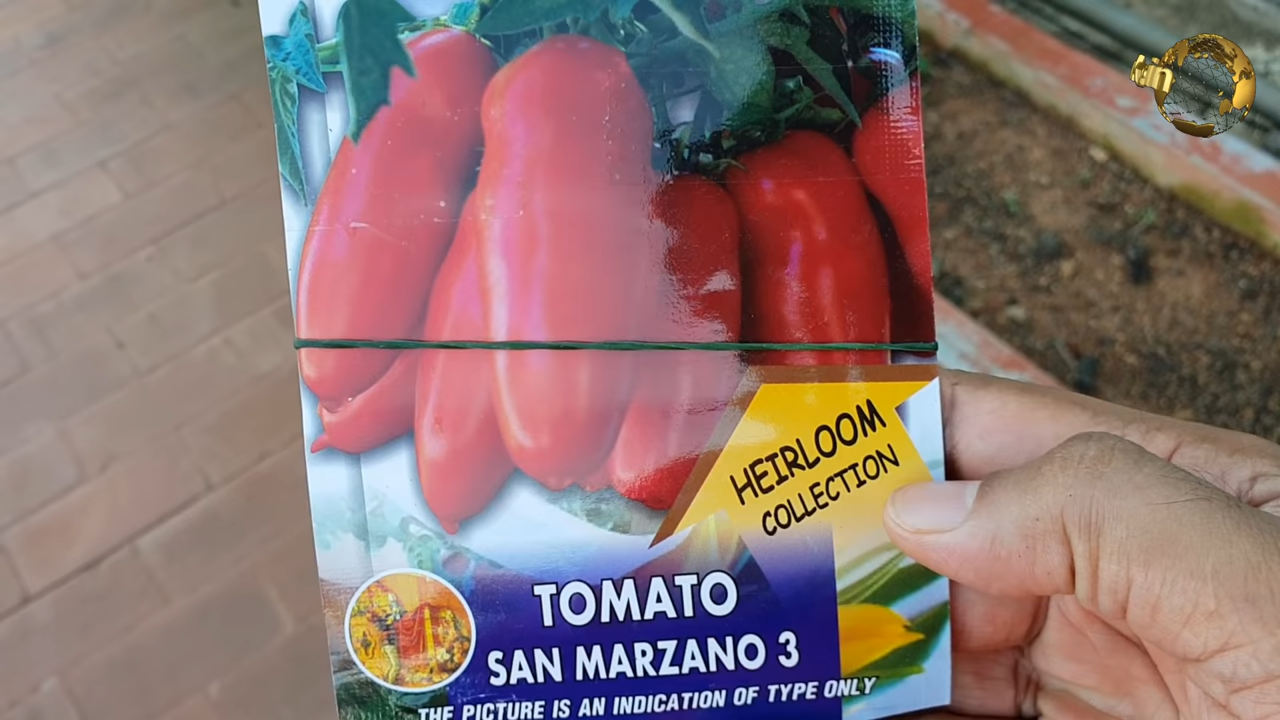 HEIRLOOM
COLLECTION
TOMATO
SAN MARZANO 3
THE PICTURE IS AN INDICATION OF TYPE ONLY